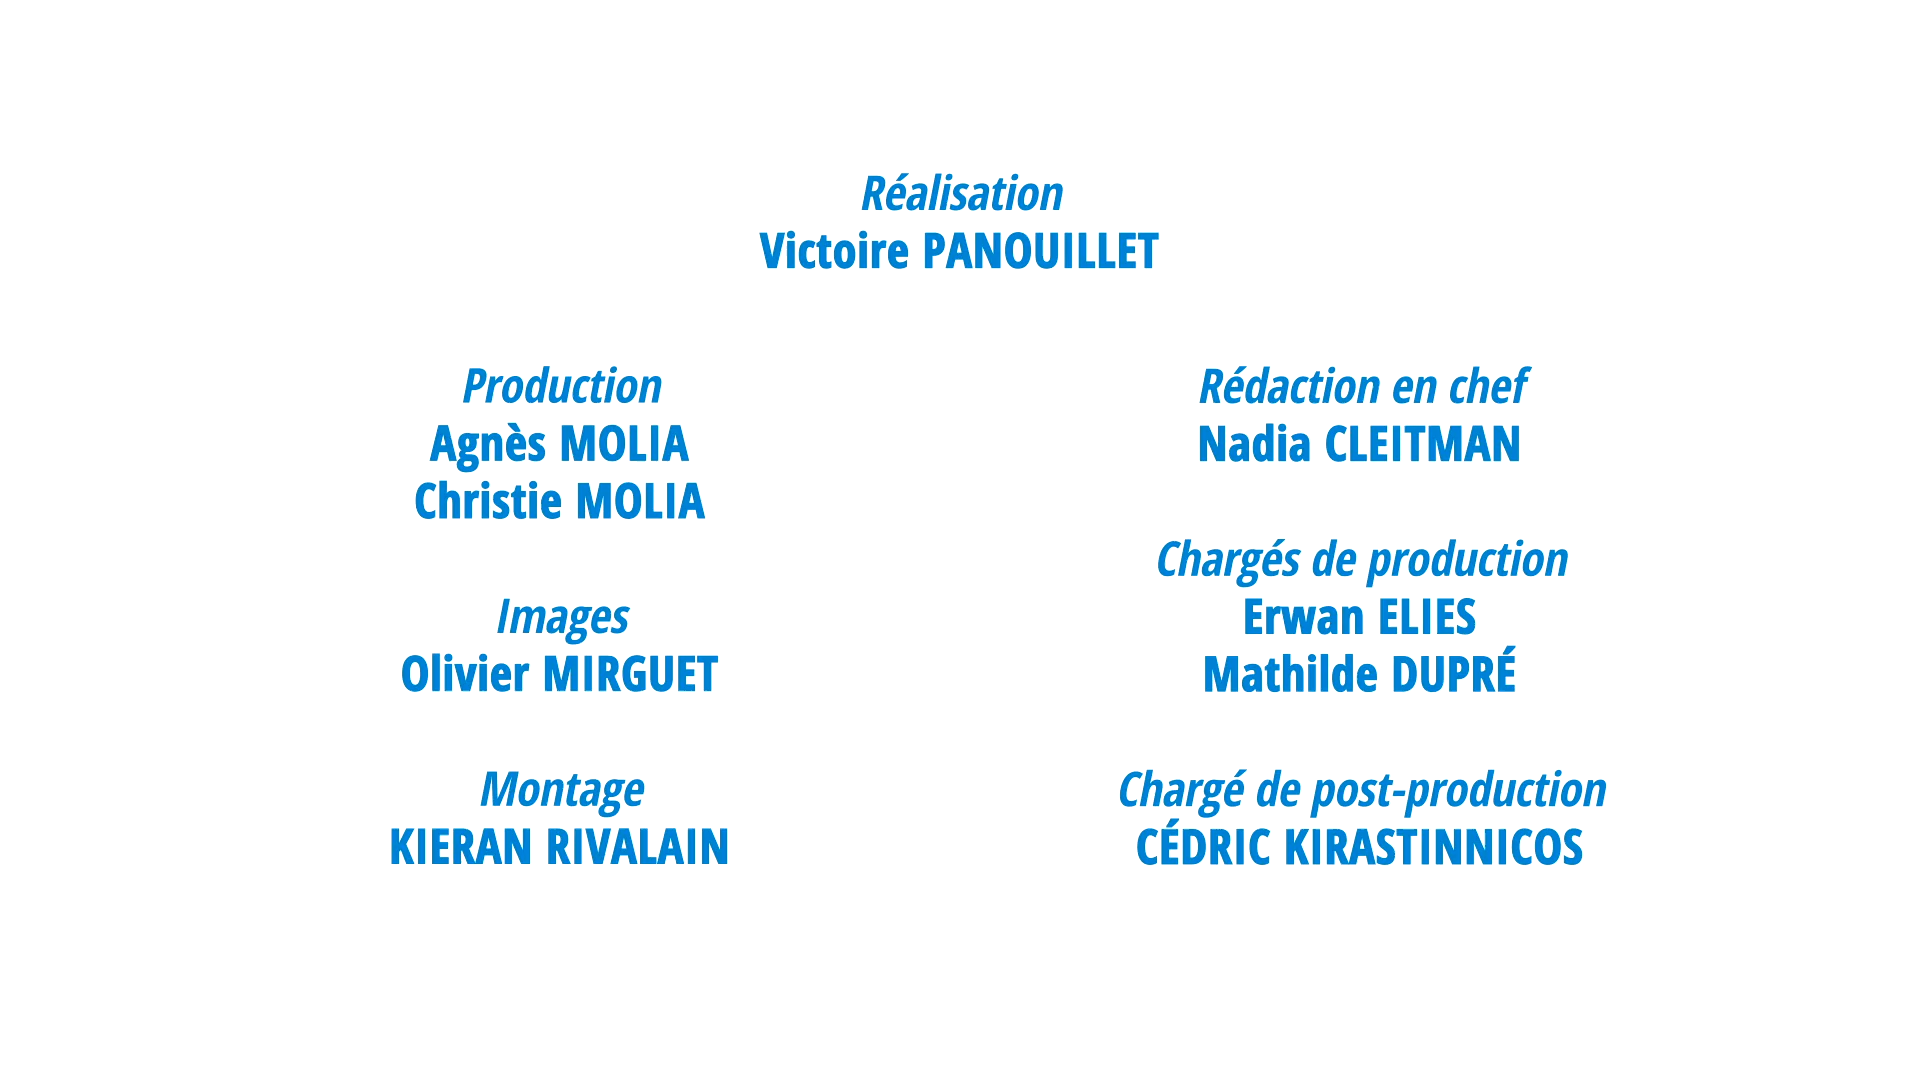 Réalisation
Victoire PANOUILLET
Production
Agnès MOLIA
Christie MOLIA
Images
Olivier MIRGUET
Montage
KIERAN RIVALAIN
Rédaction en chef
Nadia CLEITMAN
Chargés de production
Erwan ELIES
Mathilde DUPRÉ
Chargé de post-production
CÉDRIC KIRASTINNICOS